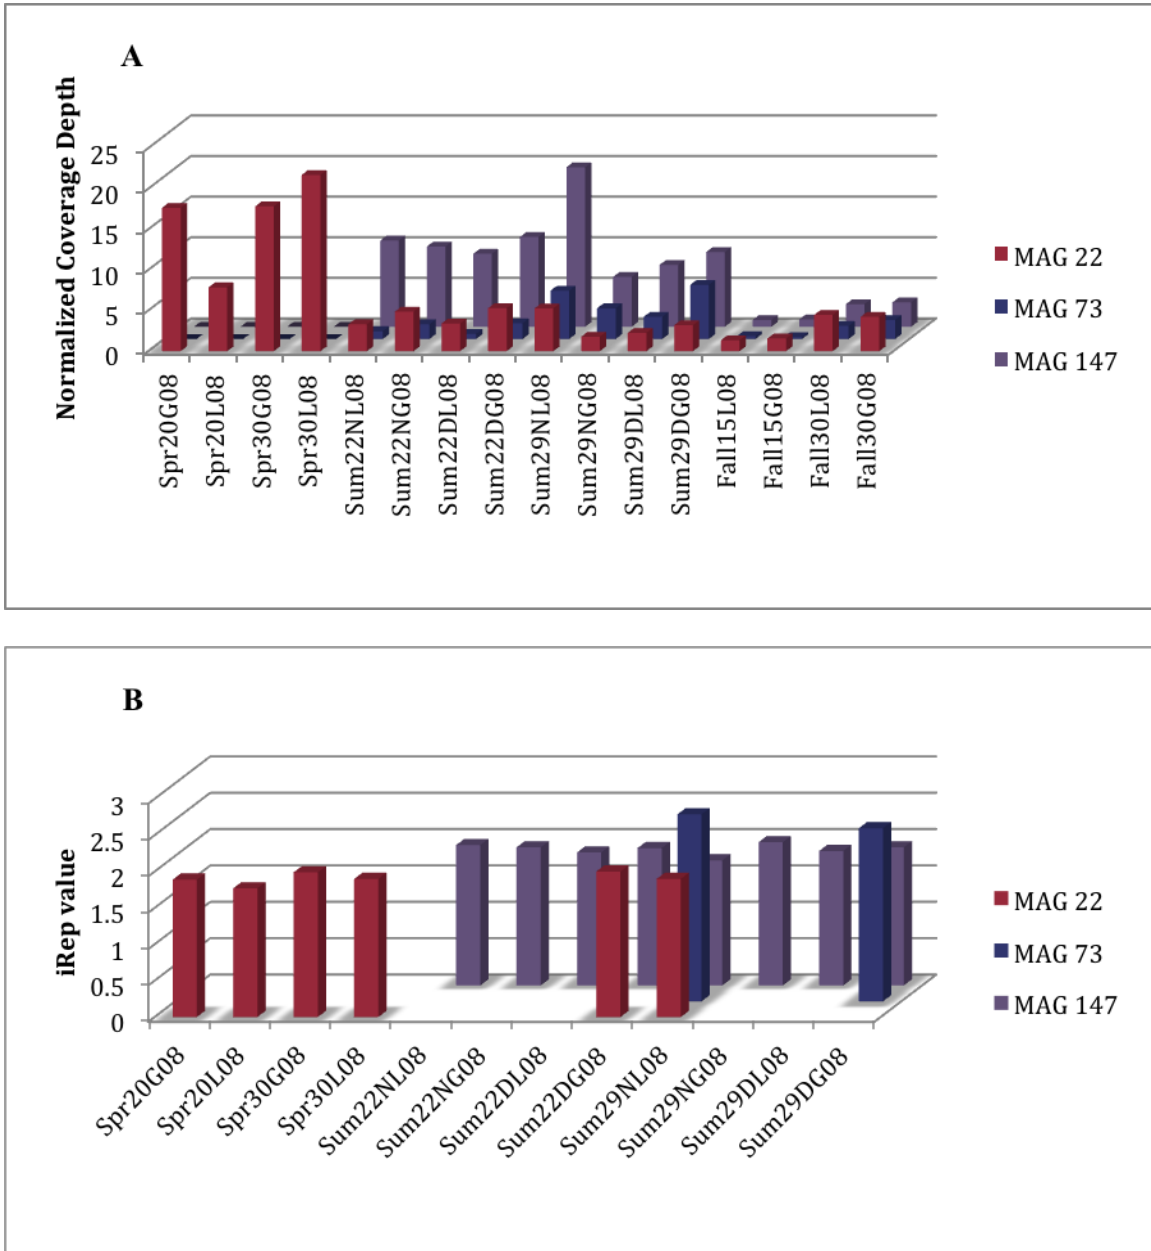 A
Normalized Coverage Depth
25
20
15
10
5
0
Spr20G08
Spr20L08
Spr30G08
Spr30L08
Sum22NL08
Sum22NG08
Sum22DL08
Sum22DG08
Sum29NL08
Sum29NG08
Sum29DL08
Sum29DG08
Fall15L08
Fall15G08
Fall30L08
Fall30G08
MAG 22
MAG 73
MAG 147
B
iRep value
3
2.5
2
1.5
1
0.5
0
Spr20G08
Spr20L08
Spr30G08
Spr30L08
Sum22NL08
Sum22NG08
Sum22DL08
Sum22DG08
Sum29NL08
Sum29NG08
Sum29DL08
Sum29DG08
MAG 22
MAG 73
MAG 147